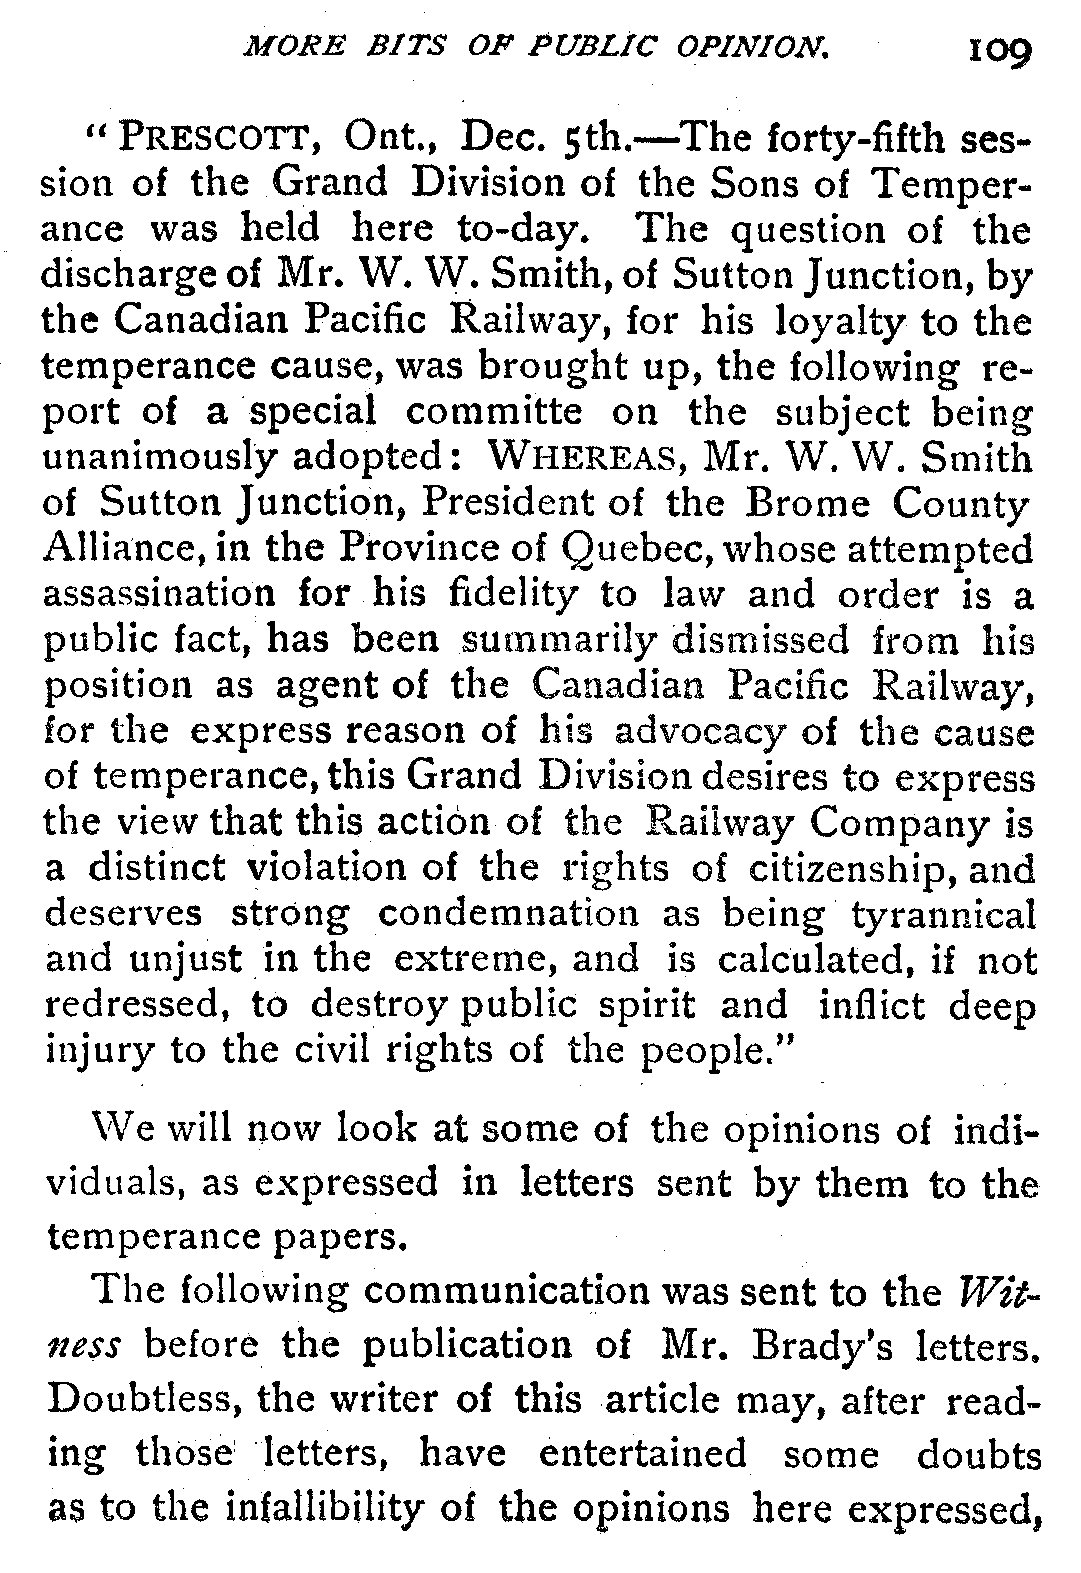 MORE BITS OF PUBLIC OPINION. 109
" PRESCOTT, Ont., Dec. 5th.—The forty-fifth ses-
sion of the Grand Division of the Sons of Temper-
ance was held here to-day. The question of the
discharge of Mr. W. W. Smith, of Sutton Junction, by
the Canadian Pacific Railway, for his loyalty to the
temperance cause, was brought up, the following re-
port of a special committe on the subject being
unanimously adopted: WHEREAS, Mr. W. W. Smith
of Sutton Junction, President of the Brome County
Alliance, in the Province of Quebec, whose attempted
assassination for his fidelity to law and order is a
public fact, has been summarily dismissed from his
position as agent of the Canadian Pacific Railway,
for the express reason of his advocacy of the cause
of temperance, this Grand Division desires to express
the view that this action of the Railway Company is
a distinct violation of the rights of citizenship, and
deserves strong condemnation as being tyrannical
and unjust in the extreme, and is calculated, if not
redressed, to destroy public spirit and inflict deep
injury to the civil rights of the people."
We will now look at some of the opinions of indi-
viduals, as expressed in letters sent by them to the
temperance papers.
The following communication was sent to the Wit-
ness before the publication of Mr. Brady's letters.
Doubtless, the writer of this article may, after read-
ing those letters, have entertained some doubts
as to the infallibility of the opinions here expressed,